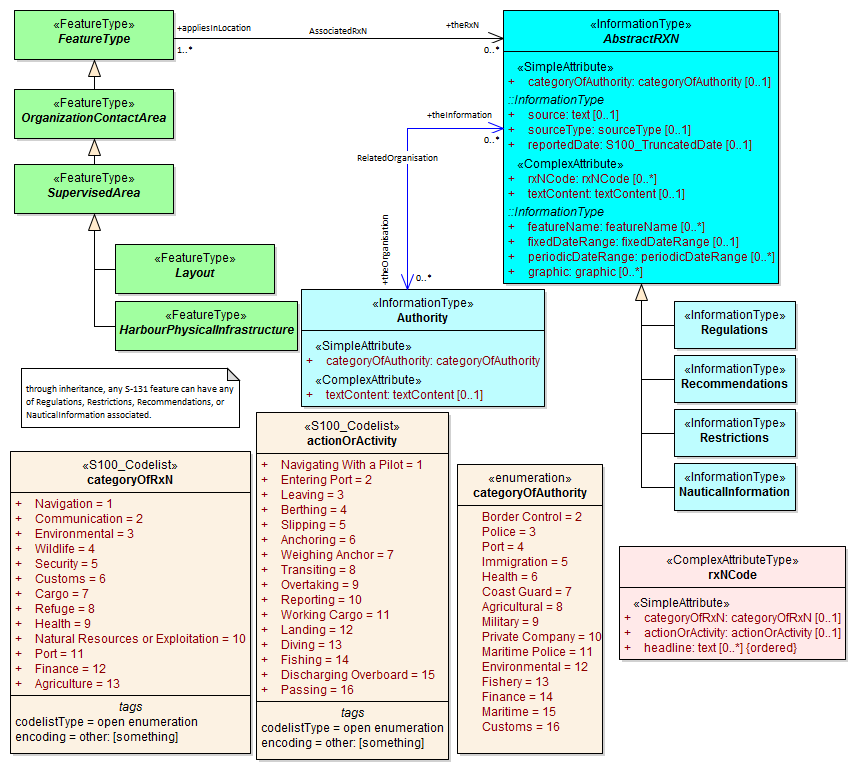 «FeatureType»
FeatureType
+appliesInLocation
1..*
AssociatedRxN
+theRxN
0..*
«InformationType»
AbstractRXN
«SimpleAttribute»
+ categoryOfAuthority: categoryOfAuthority [0..1]
::InformationType
+ source: text [0..1]
+ sourceType: sourceType [0..1]
+ reportedDate: S100_TruncatedDate [0..1]
«ComplexAttribute»
+ rxNCode: rxNCode [0..*]
+ textContent: textContent [0..1]
::InformationType
+ featureName: featureName [0..*]
+ fixedDateRange: fixedDateRange [0..1]
+ periodicDateRange: periodicDateRange [0..*]
+ graphic: graphic [0..*]
«FeatureType»
OrganizationContactArea
«FeatureType»
SupervisedArea
«FeatureType»
Layout
«FeatureType»
HarbourPhysicalInfrastructure
+theInformation
0..*
RelatedOrganisation
+theOrganisation
0..*
«InformationType»
Authority
«SimpleAttribute»
+ categoryOfAuthority: categoryOfAuthority
«ComplexAttribute»
+ textContent: textContent [0..1]
«InformationType»
Regulations
«InformationType»
Recommendations
«InformationType»
Restrictions
«InformationType»
NauticalInformation
through inheritance, any S-131 feature can have any
of Regulations, Restrictions, Recommendations, or
NauticalInformation associated.
«S100_Codelist»
categoryOfRxN
+ Navigation = 1
+ Communication = 2
+ Environmental = 3
+ Wildlife = 4
+ Security = 5
+ Customs = 6
+ Cargo = 7
+ Refuge = 8
+ Health = 9
+ Natural Resources or Exploitation = 10
+ Port = 11
+ Finance = 12
+ Agriculture = 13
tags
codelistType = open enumeration
encoding = other: [something]
«S100_Codelist»
actionOrActivity
+ Navigating With a Pilot = 1
+ Entering Port = 2
+ Leaving = 3
+ Berthing = 4
+ Slipping = 5
+ Anchoring = 6
+ Weighing Anchor = 7
+ Transiting = 8
+ Overtaking = 9
+ Reporting = 10
+ Working Cargo = 11
+ Landing = 12
+ Diving = 13
+ Fishing = 14
+ Discharging Overboard = 15
+ Passing = 16
tags
codelistType = open enumeration
encoding = other: [something]
«enumeration»
categoryOfAuthority
Border Control = 2
Police = 3
Port = 4
Immigration = 5
Health = 6
Coast Guard = 7
Agricultural = 8
Military = 9
Private Company = 10
Maritime Police = 11
Environmental = 12
Fishery = 13
Finance = 14
Maritime = 15
Customs = 16
«ComplexAttributeType»
rxNCode
«SimpleAttribute»
+ categoryOfRxN: categoryOfRxN [0..1]
+ actionOrActivity: actionOrActivity [0..1]
+ headline: text [0..*] {ordered}